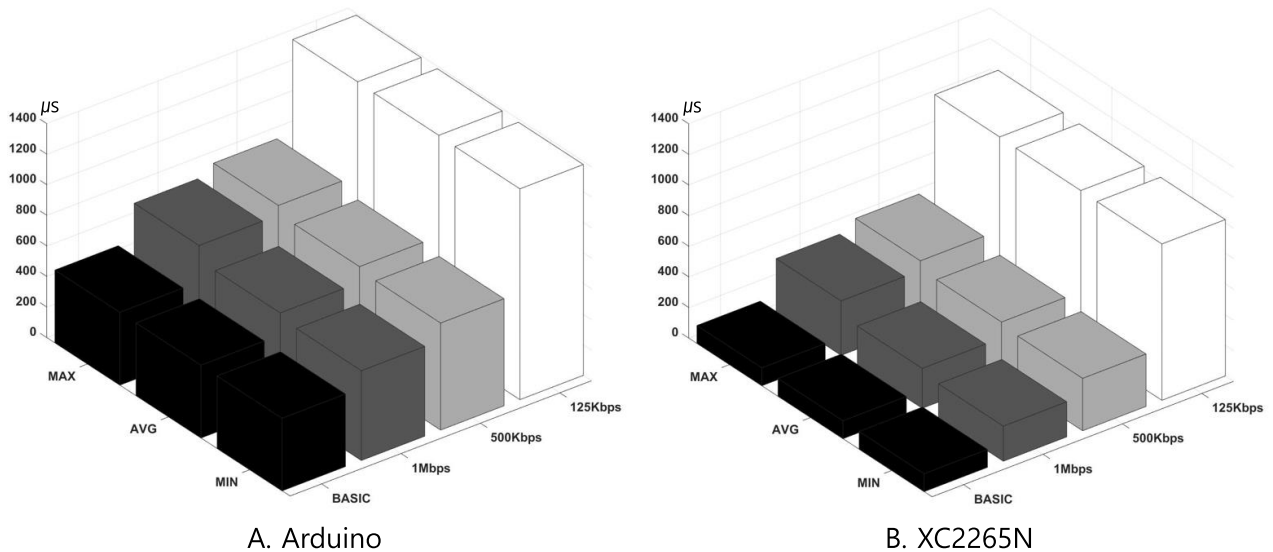 μs
1400
1200
1000
800
600
400
200
0
MAX
AVG
MIN
BASIC
1Mbps
500Kbps
125Kbps
A. Arduino
μs
1400
1200
1000
800
600
400
200
0
MAX
AVG
MIN
BASIC
1Mbps
500Kbps
125Kbps
B. XC2265N